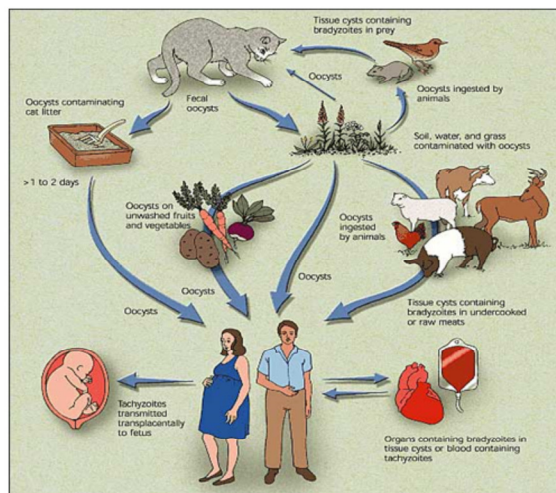 Tissue cysts containing
bradyzoites in prey
Oocysts
Oocysts ingested by
animals
Fecal
oocysts
Oocysts contaminating
cat litter
Soil, water, and grass
contaminated with oocysts
>1 to 2 days
Oocysts on
unwashed fruits
and vegetables
Oocysts
ingested
by animals
Oocysts
Oocysts
Oocysts
Tissue cysts containing
bradyzoites in undercooked
or raw meats
Tachyzoites
transmitted
transplacentally
to fetus
Organs containing bradyzoites in
tissue cysts or blood containing
tachyzoites